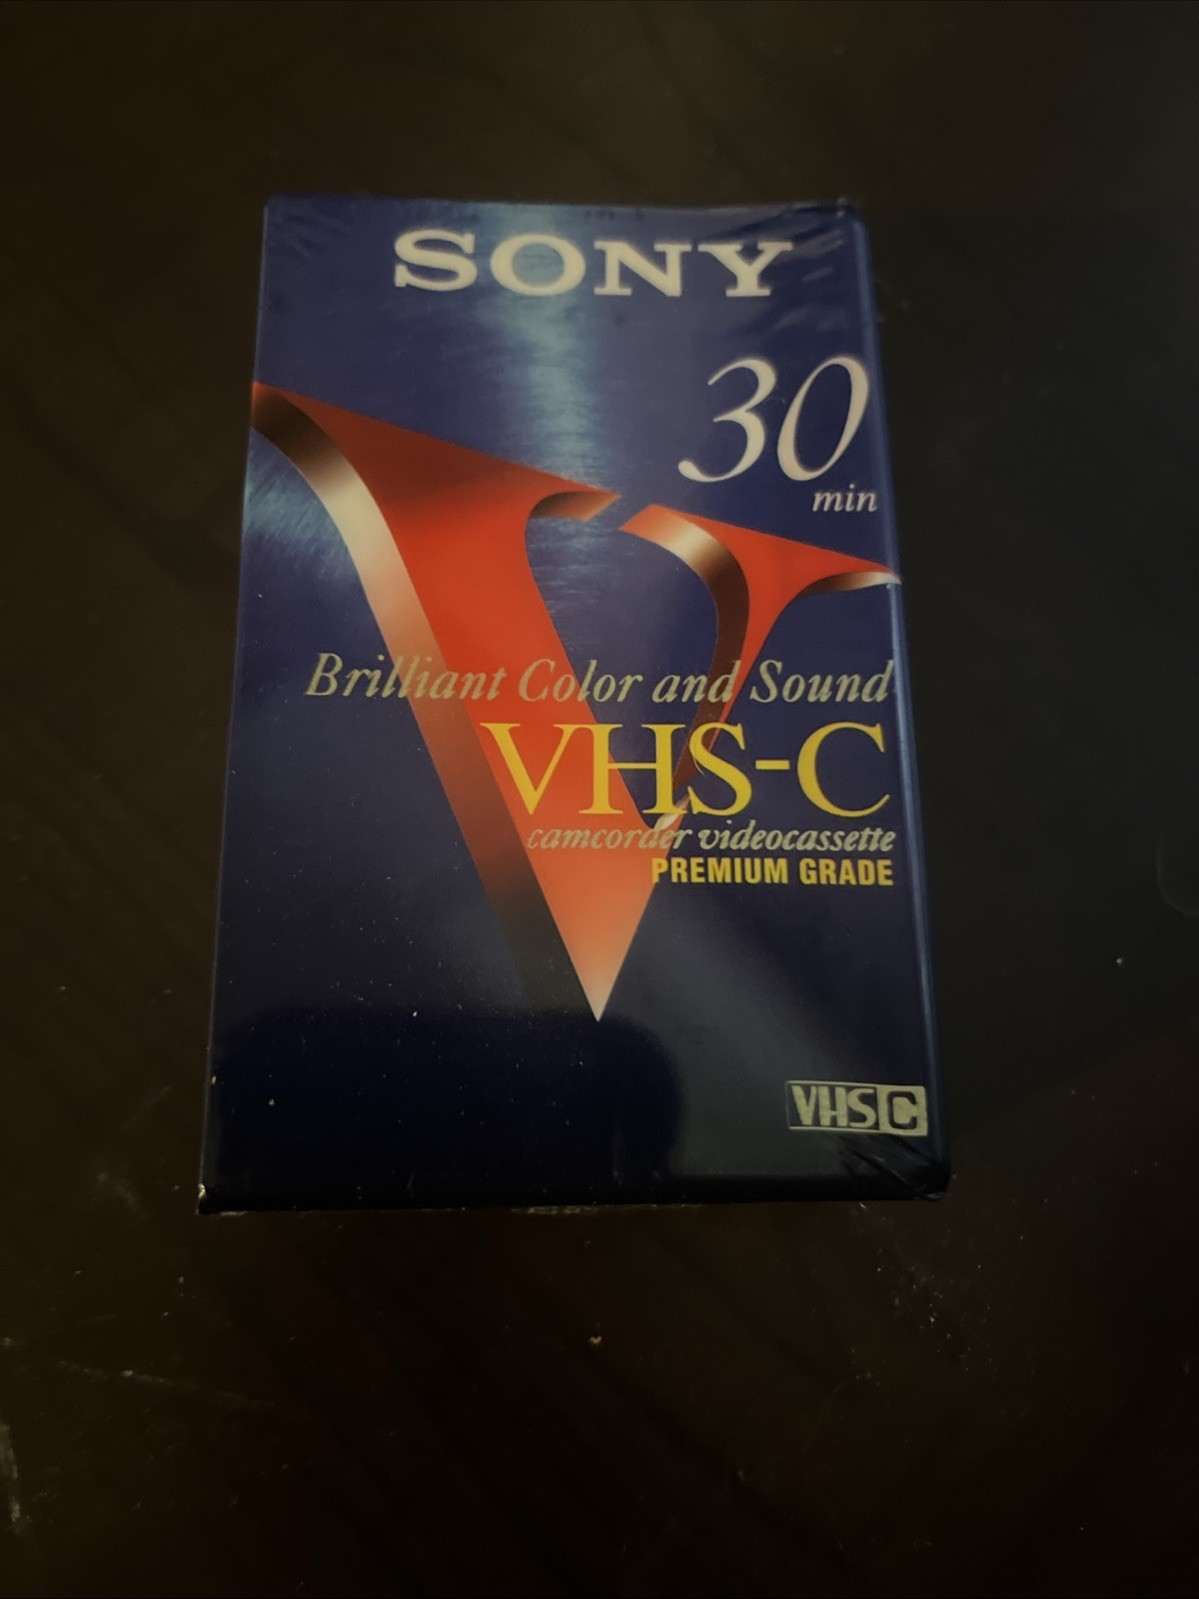 SONY
30
min
Brilliant Color and Sound
VHS-C
camcorder videocassette
PREMIUM GRADE
VHS C